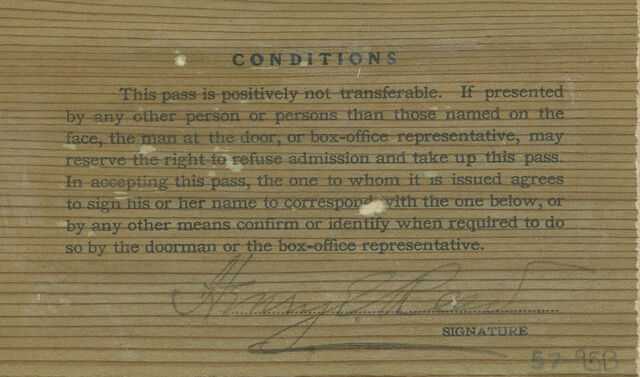 CONDITIONS
This pass is positively not transferable. If presented
by any other person or persons than those named on the
face, the man at the door, or box-office representative, may
reserve the right to refuse admission and take up this pass.
In accepting this pass, the one to whom it is issued agrees
to sign his or her name to correspond with the one below, or
by any other means confirm or identify when required to do
so by the doorman or the box-office representative.
Henry
SIGNATURE
57-95B